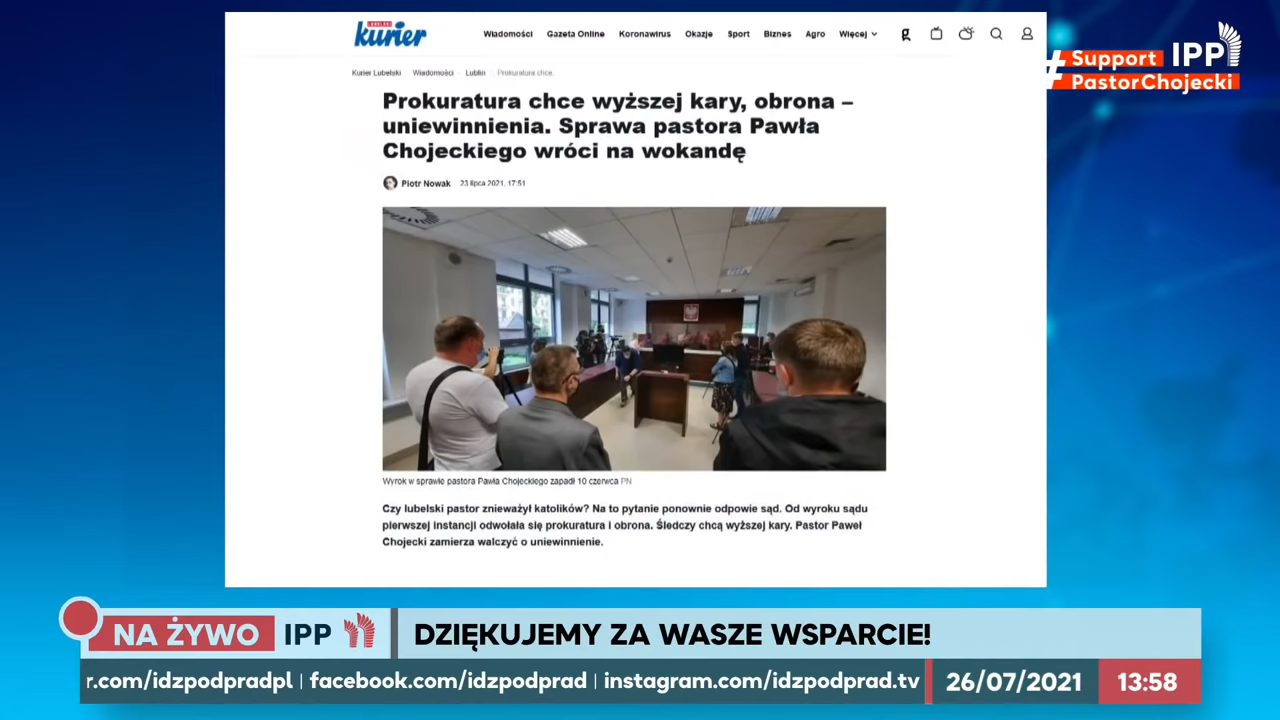 LUBELSKI
kurier
Wiadomości Gazeta Online Koronawirus Okazje Sport Biznes Agro Więcej
g
Kurier Lubelski Wiadomości Lublin Prokuratura chce.
Prokuratura chce wyższej kary, obrona –
uniewinnienia. Sprawa pastora Pawła
Chojeckiego wróci na wokandę
Piotr Nowak 23 lipca 2021, 17:51
Wyrok w sprawie pastora Pawła Chojeckiego zapadł 10 czerwca PN
Czy lubelski pastor znieważył katolików? Na to pytanie ponownie odpowie sąd. Od wyroku sądu
pierwszej instancji odwołała się prokuratura i obrona. Śledczy chcą wyższej kary. Pastor Paweł
Chojecki zamierza walczyć o uniewinnienie.
# Support IPP
PastorChojecki
NA ŻYWO IPP DZIĘKUJEMY ZA WASZE WSPARCIE!
r.com/idzpodpradpl | facebook.com/idzpodprad | instagram.com/idzpodprad.tv 26/07/2021 13:58